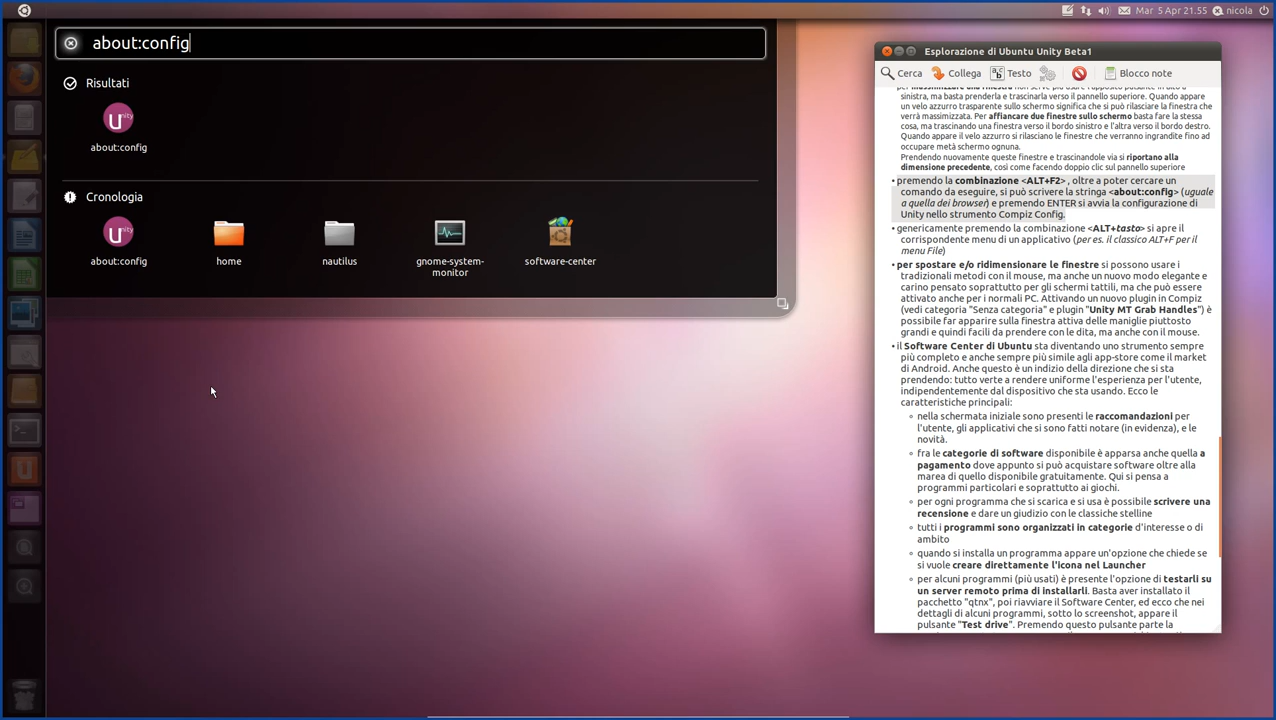 Mar 5 Apr 21.55 nicola
about:config
Risultati
unity
about:config
Cronologia
unity
about:config
home
nautilus
gnome-system-
monitor
software-center
Esplorazione di Ubuntu Unity Beta1
Cerca Collega Testo Blocco note
sinistra, ma basta prenderla e trascinarla verso il pannello superiore. Quando appare
un velo azzurro trasparente sullo schermo significa che si può rilasciare la finestra che
verrà massimizzata. Per affiancare due finestre sullo schermo basta fare la stessa
cosa, ma trascinando una finestra verso il bordo sinistro e l'altra verso il bordo destro.
Quando appare il velo azzurro si rilasciano le finestre che verranno ingrandite fino ad
occupare metà schermo ognuna.
Prendendo nuovamente queste finestre e trascinandole via si riportano alla
dimensione precedente, così come facendo doppio clic sul pannello superiore
• premendo la combinazione <ALT+F2> , oltre a poter cercare un
comando da eseguire, si può scrivere la stringa <about:config> (uguale
a quella dei browser) e premendo ENTER si avvia la configurazione di
Unity nello strumento Compiz Config.
• genericamente premendo la combinazione <ALT+tasto> si apre il
corrispondente menu di un applicativo (per es. il classico ALT+F per il
menu File)
• per spostare e/o ridimensionare le finestre si possono usare i
tradizionali metodi con il mouse, ma anche un nuovo modo elegante e
carino pensato soprattutto per gli schermi tattili, ma che può essere
attivato anche per i normali PC. Attivando un nuovo plugin in Compiz
(vedi categoria "Senza categoria" e plugin "Unity MT Grab Handles") è
possibile far apparire sulla finestra attiva delle maniglie piuttosto
grandi e quindi facili da prendere con le dita, ma anche con il mouse.
• il Software Center di Ubuntu sta diventando uno strumento sempre
più completo e anche sempre più simile agli app-store come il market
di Android. Anche questo è un indizio della direzione che si sta
prendendo: tutto verte a rendere uniforme l'esperienza per l'utente,
indipendentemente dal dispositivo che sta usando. Ecco le
caratteristiche principali:
◦ nella schermata iniziale sono presenti le raccomandazioni per
l'utente, gli applicativi che si sono fatti notare (in evidenza), e le
novità.
◦ fra le categorie di software disponibile è apparsa anche quella a
pagamento dove appunto si può acquistare software oltre alla
marea di quello disponibile gratuitamente. Qui si pensa a
programmi particolari e soprattutto ai giochi.
◦ per ogni programma che si scarica e si usa è possibile scrivere una
recensione e dare un giudizio con le classiche stelline
◦ tutti i programmi sono organizzati in categorie d'interesse o di
ambito
◦ quando si installa un programma appare un'opzione che chiede se
si vuole creare direttamente l'icona nel Launcher
◦ per alcuni programmi (più usati) è presente l'opzione di testarli su
un server remoto prima di installarli. Basta aver installato il
pacchetto "qtnx", poi riavviare il Software Center, ed ecco che nei
dettagli di alcuni programmi, sotto lo screenshot, appare il
pulsante "Test drive". Premendo questo pulsante parte la